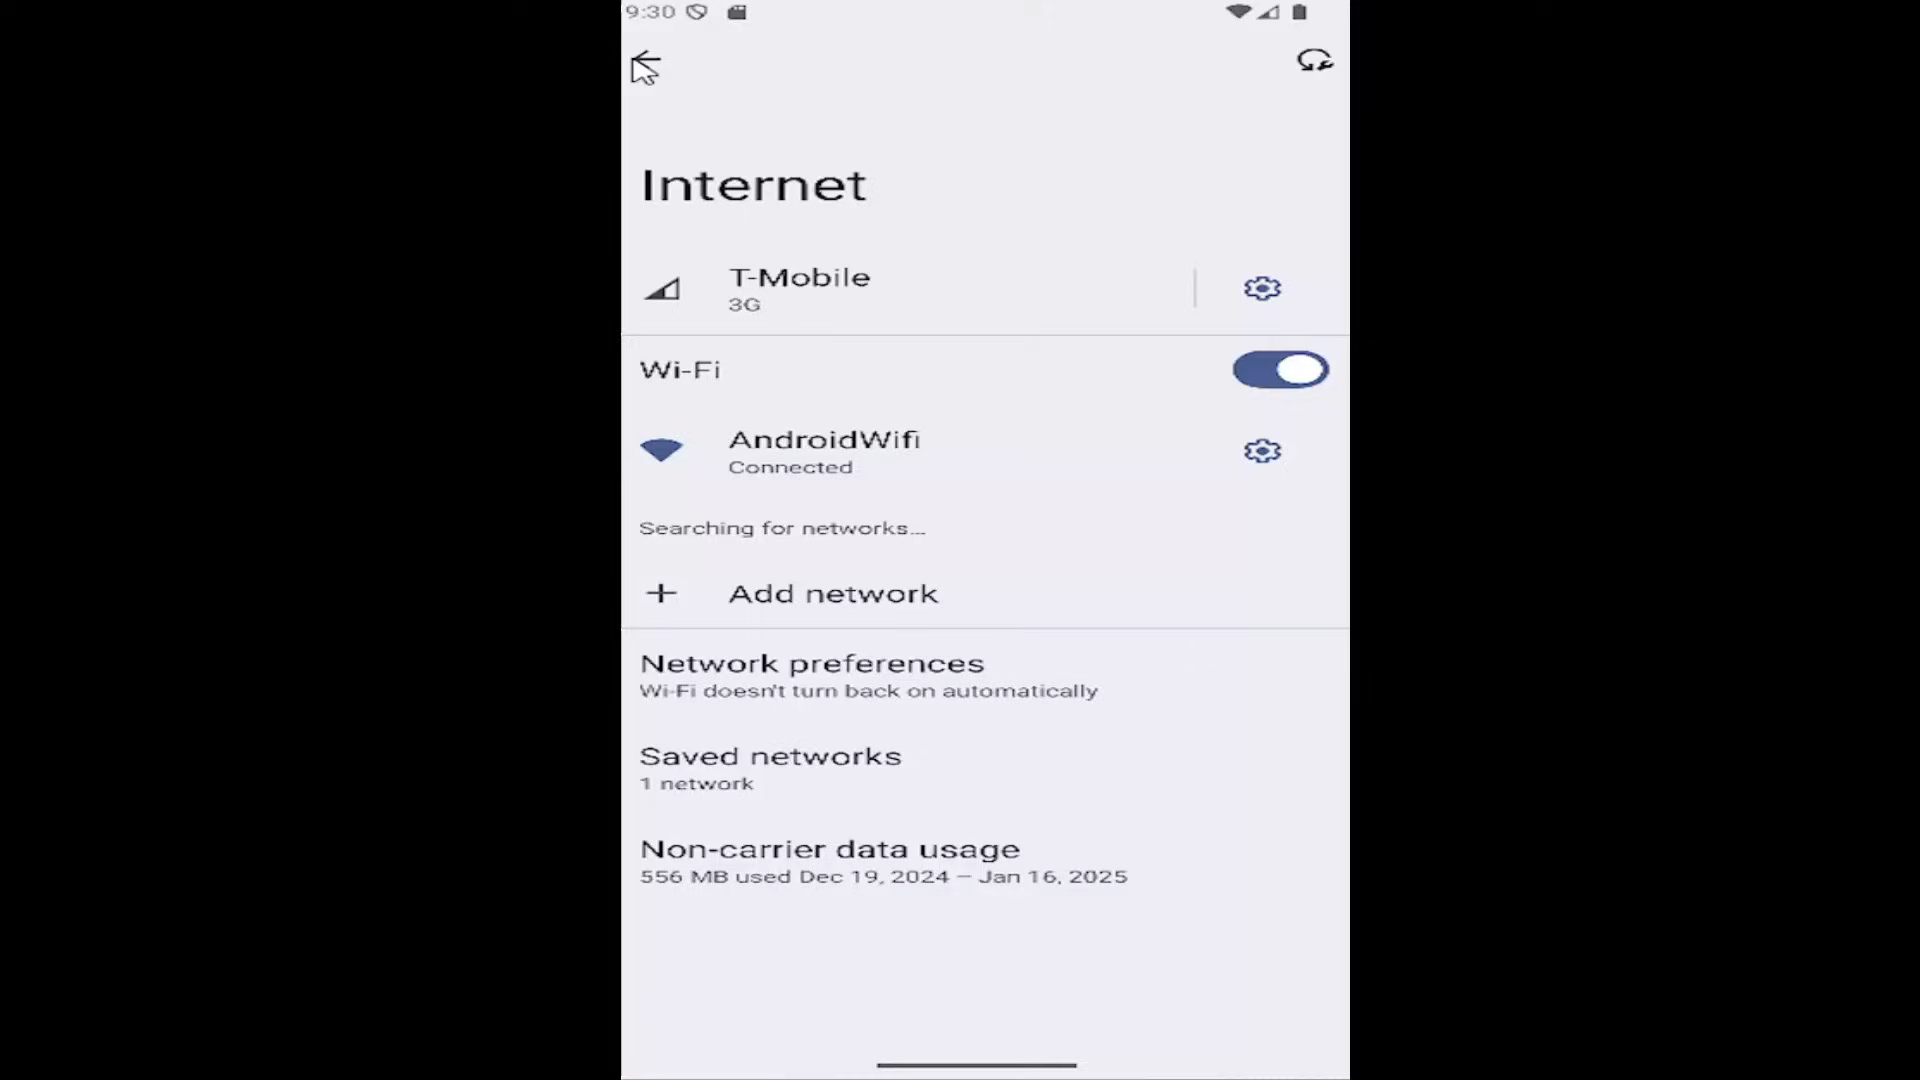 9:30
Internet
T-Mobile
3G
Wi-Fi
AndroidWifi
Connected
Searching for networks…
Add network
Network preferences
Wi-Fi doesn't turn back on automatically
Saved networks
1 network
Non-carrier data usage
556 MB used Dec 19, 2024 – Jan 16, 2025